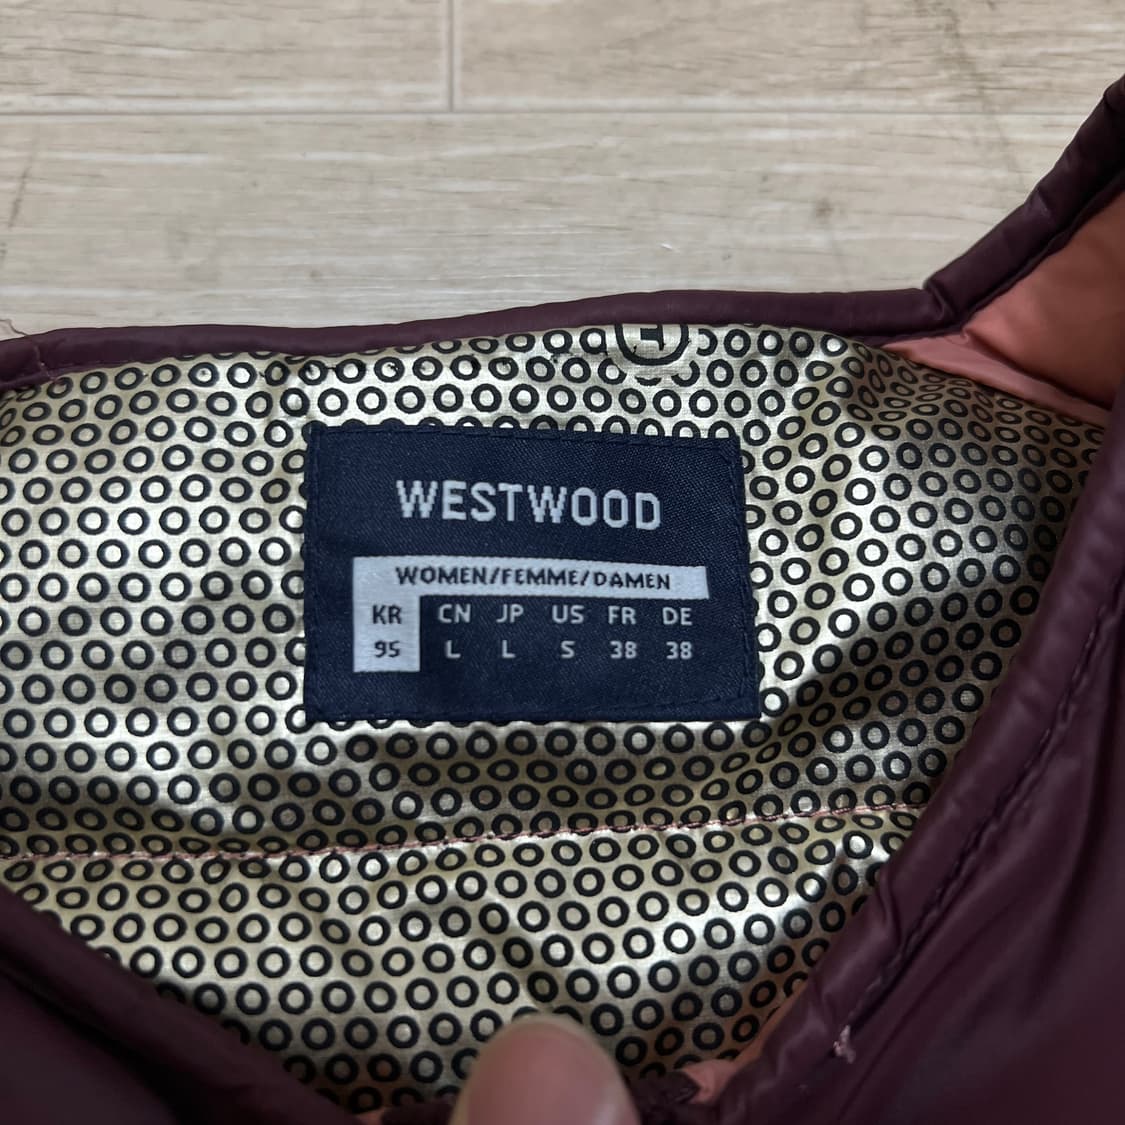 WESTWOOD
WOMEN/FEMME/DAMEN
KR CN JP US FR DE
95 L L S 38 38